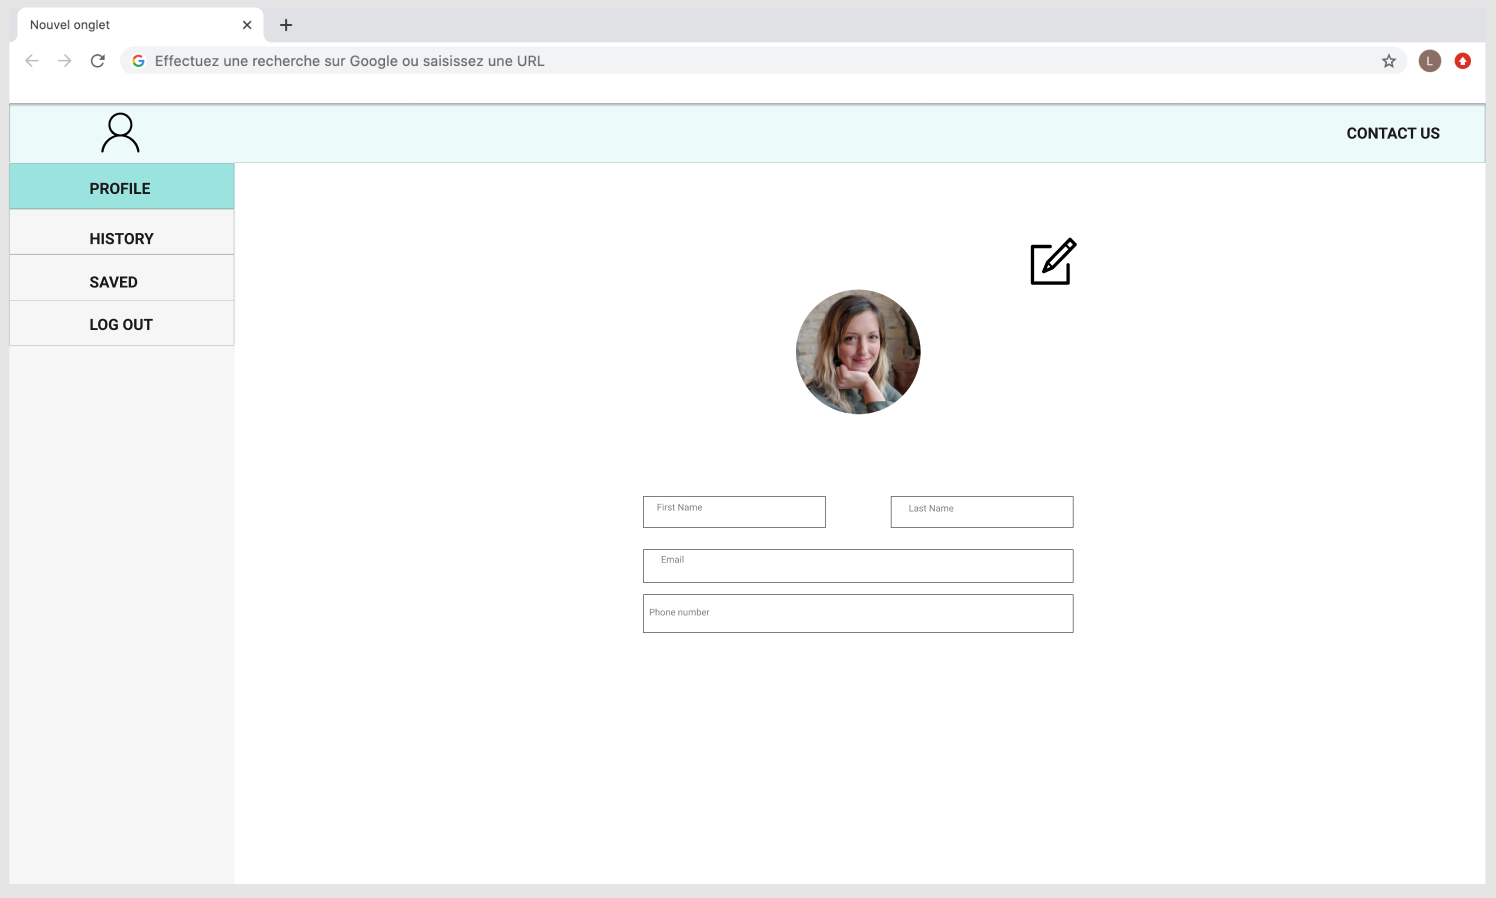 Nouvel onglet
Effectuez une recherche sur Google ou saisissez une URL
L
CONTACT US
PROFILE
HISTORY
SAVED
LOG OUT
First Name
Last Name
Email
Phone number